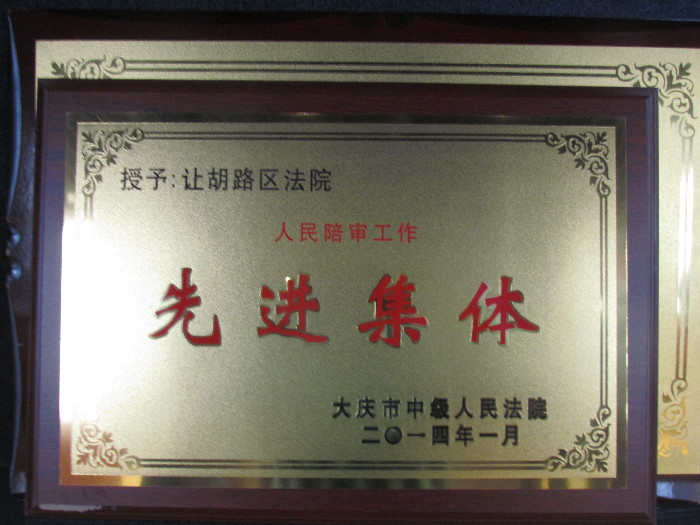 授予:让胡路区法院
人民陪审工作
先进集体
大庆市中级人民法院
二〇一四年一月